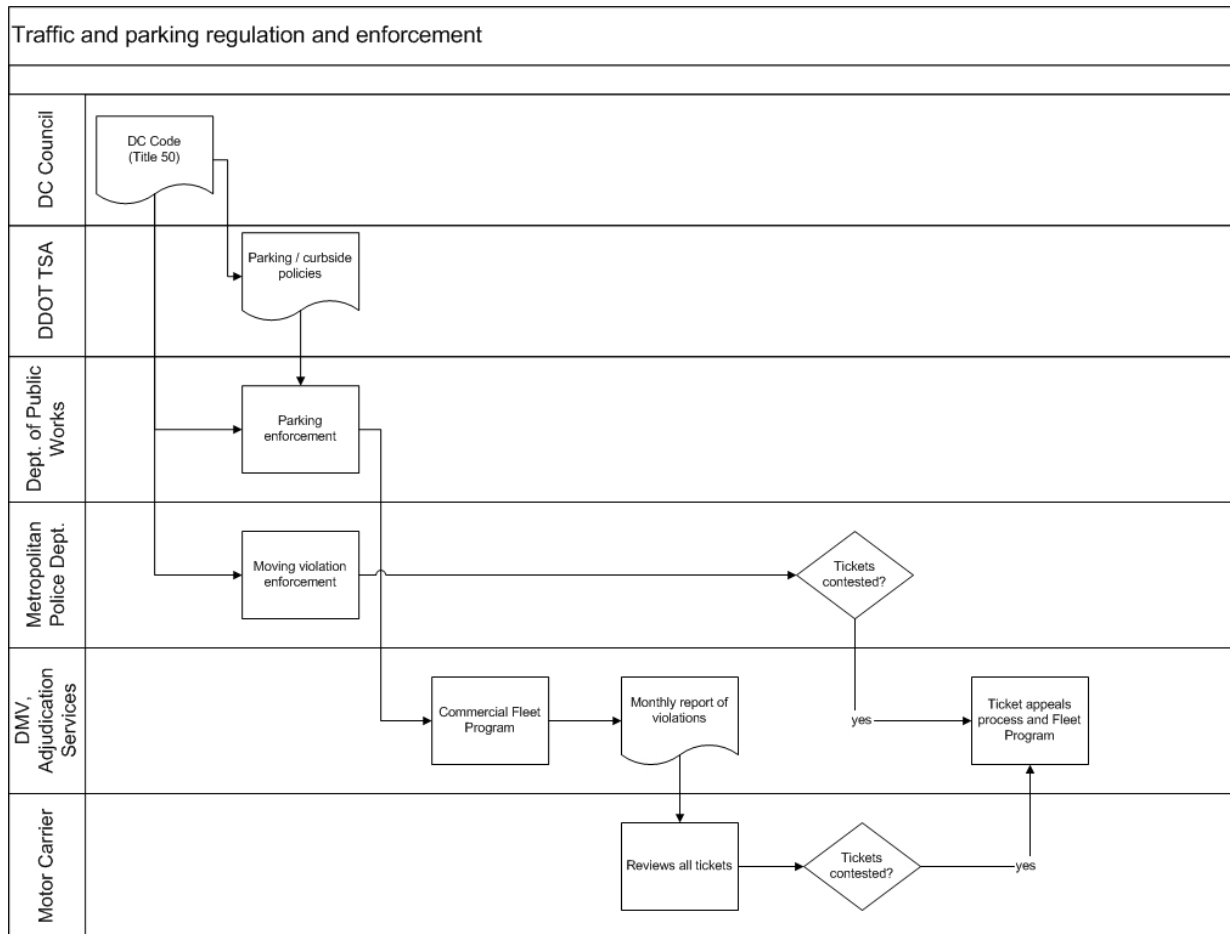 Traffic and parking regulation and enforcement
DC Council
DC Code
(Title 50)
DDOT TSA
Parking / curbside
policies
Dept. of Public
Works
Parking
enforcement
Metropolitan
Police Dept.
Moving violation
enforcement
Tickets
contested?
DMV,
Adjudication
Services
Commercial Fleet
Program
Monthly report of
violations
yes
Ticket appeals
process and Fleet
Program
Motor Carrier
Reviews all tickets
Tickets
contested?
yes